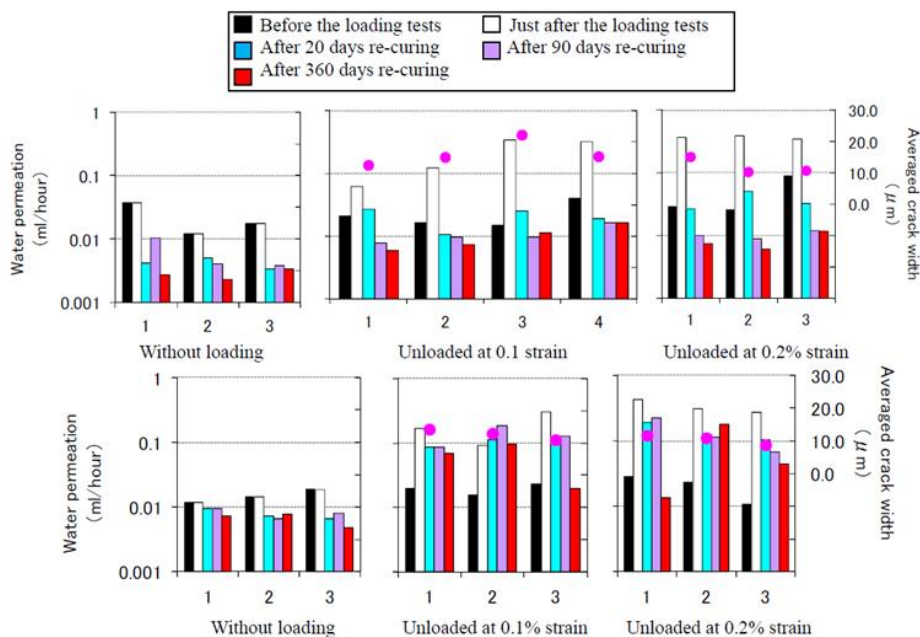 Before the loading tests
Just after the loading tests
After 20 days re-curing
After 90 days re-curing
After 360 days re-curing
Water permeation
(ml/hour)
1
0.1
0.01
0.001
1 2 3
Without loading
1 2 3 4
Unloaded at 0.1 strain
1 2 3
Unloaded at 0.2% strain
30.0
20.0
10.0
0.0
Averaged crack width
(μm)
Water permeation
(ml/hour)
1
0.1
0.01
0.001
1 2 3
Without loading
1 2 3
Unloaded at 0.1% strain
1 2 3
Unloaded at 0.2% strain
30.0
20.0
10.0
0.0
Averaged crack width
(μm)